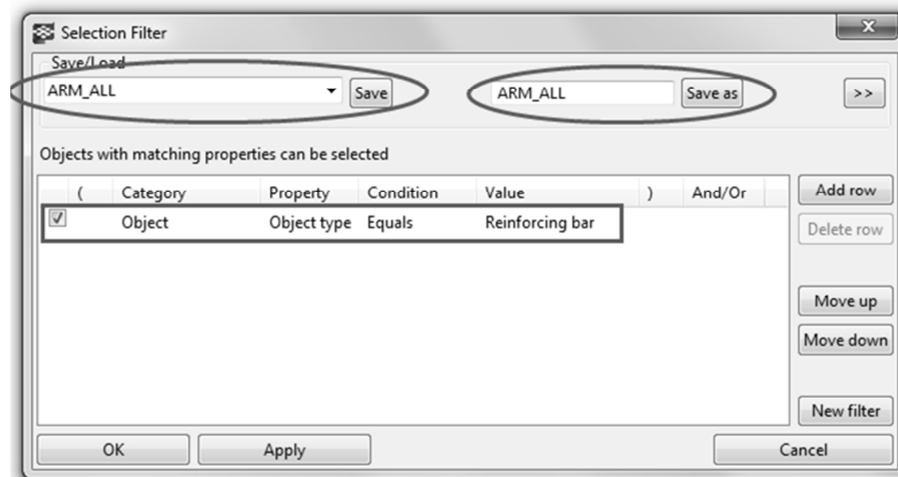 Selection Filter
x
Save/Load
ARM_ALL Save ARM_ALL Save as >>
Objects with matching properties can be selected
( Category Property Condition Value ) And/Or Add row
Object Object type Equals Reinforcing bar
Delete row
Move up
Move down
New filter
OK Apply Cancel